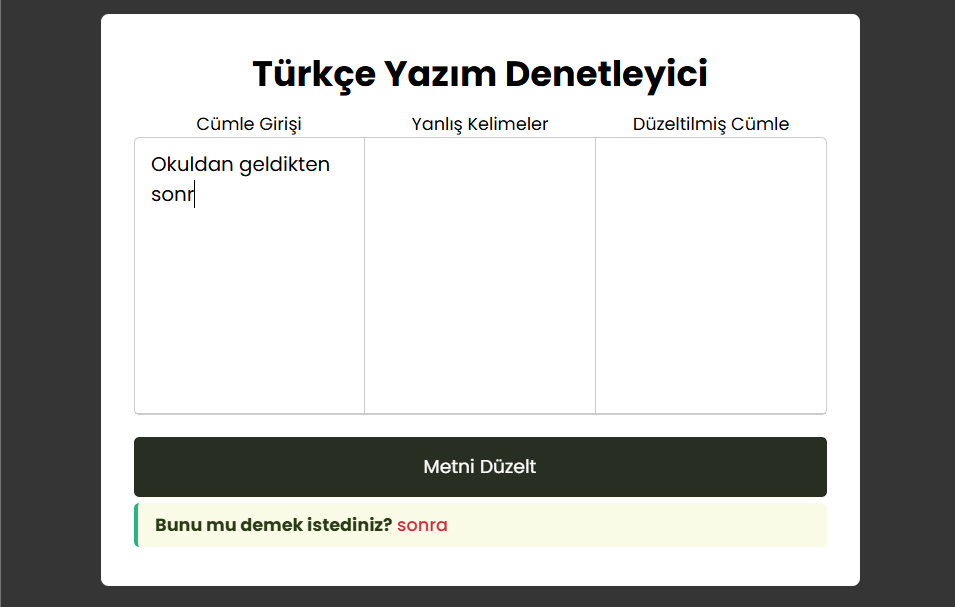 Türkçe Yazım Denetleyici
Cümle Girişi
Yanlış Kelimeler
Düzeltilmiş Cümle
Okuldan geldikten
sonr
Metni Düzelt
Bunu mu demek istediniz? sonra